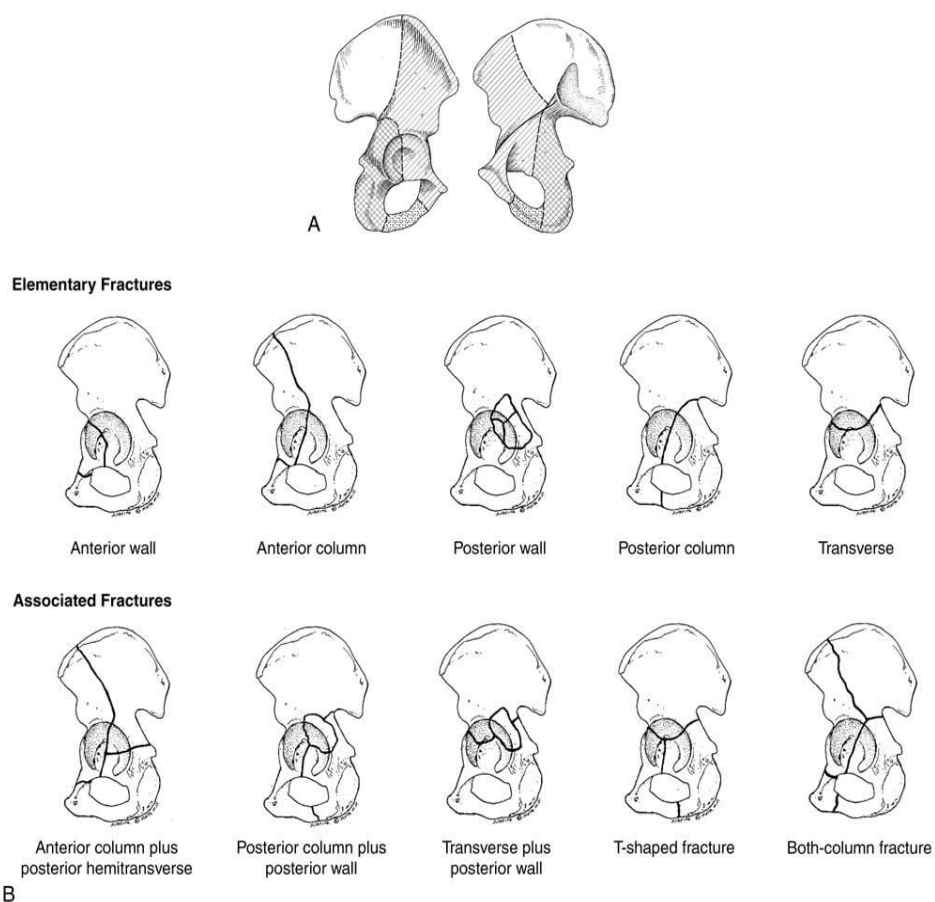 A
Elementary Fractures
Anterior wall
Anterior column
Posterior wall
Posterior column
Transverse
Associated Fractures
Anterior column plus
posterior hemitransverse
Posterior column plus
posterior wall
Transverse plus
posterior wall
T-shaped fracture
Both-column fracture
B